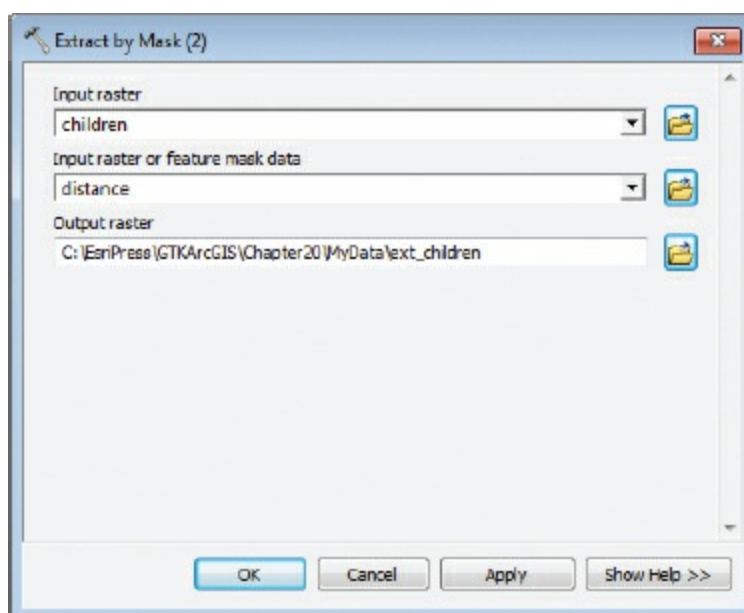 Extract by Mask (2)
Input raster
children
Input raster or feature mask data
distance
Output raster
C:\EsriPress\GTKArcGIS\Chapter20\MyData\ext_children
OK
Cancel
Apply
Show Help >>